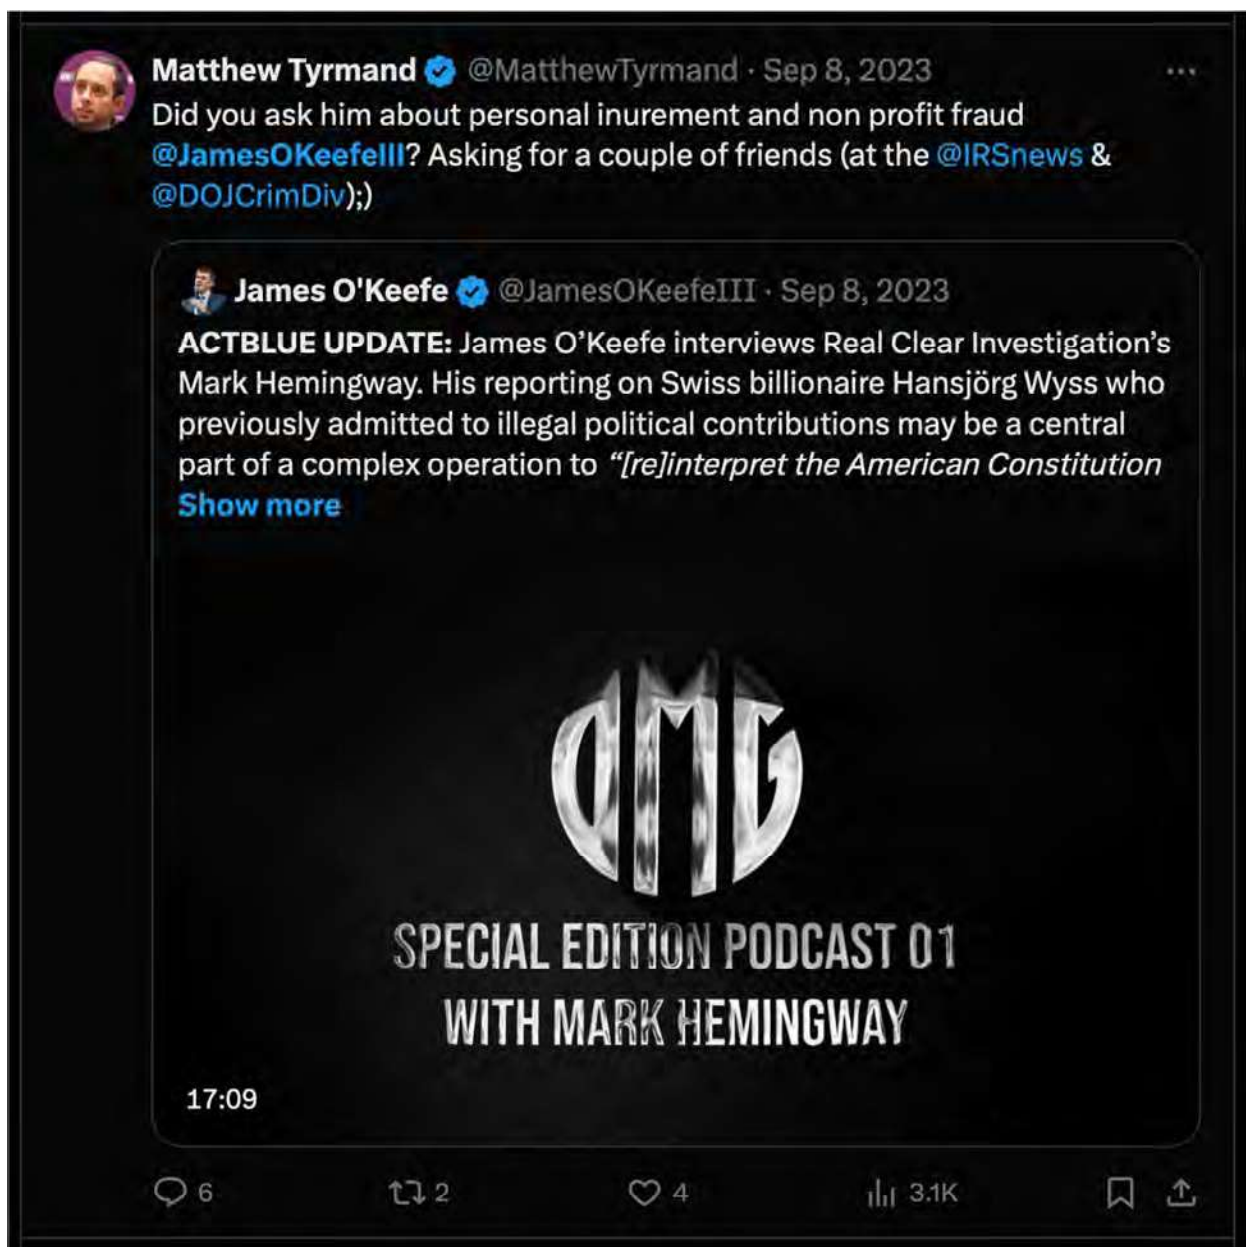 Matthew Tyrmand @MatthewTyrmand · Sep 8, 2023
Did you ask him about personal inurement and non profit fraud
@JamesOKeefeIII? Asking for a couple of friends (at the @IRSnews &
@DOJCrimDiv);)
James O'Keefe @JamesOKeefeIII · Sep 8, 2023
ACTBLUE UPDATE: James O’Keefe interviews Real Clear Investigation’s
Mark Hemingway. His reporting on Swiss billionaire Hansjörg Wyss who
previously admitted to illegal political contributions may be a central
part of a complex operation to “[re]interpret the American Constitution
Show more
OMG
SPECIAL EDITION PODCAST 01
WITH MARK HEMINGWAY
17:09
6 2 4 3.1K